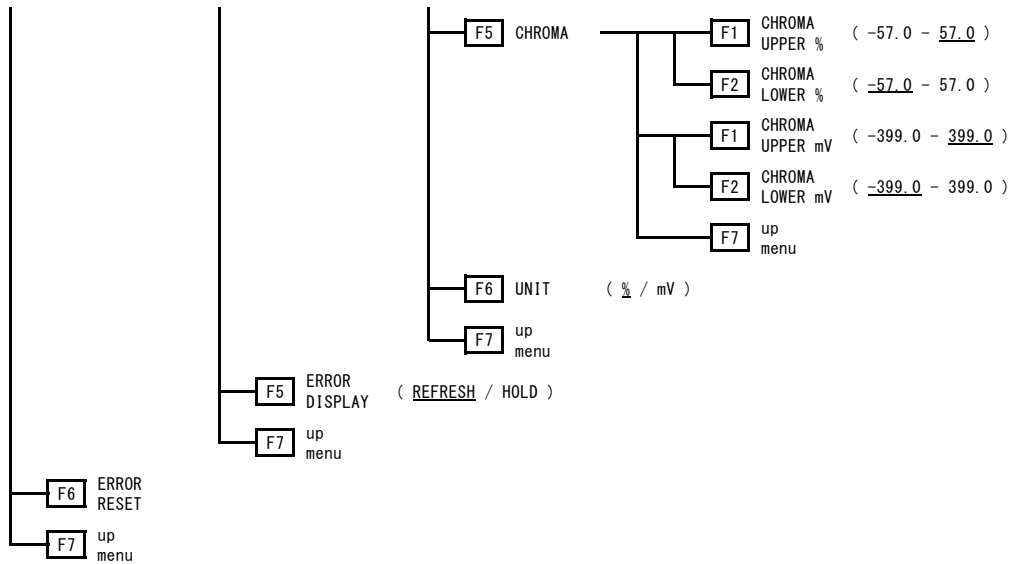 F5 CHROMA F1 CHROMA UPPER % ( -57.0 - 57.0 )
F2 CHROMA LOWER % ( -57.0 - 57.0 )
F1 CHROMA UPPER mV ( -399.0 - 399.0 )
F2 CHROMA LOWER mV ( -399.0 - 399.0 )
F7 up menu
F6 UNIT ( % / mV )
F7 up menu
F5 ERROR DISPLAY ( REFRESH / HOLD )
F7 up menu
F6 ERROR RESET
F7 up menu